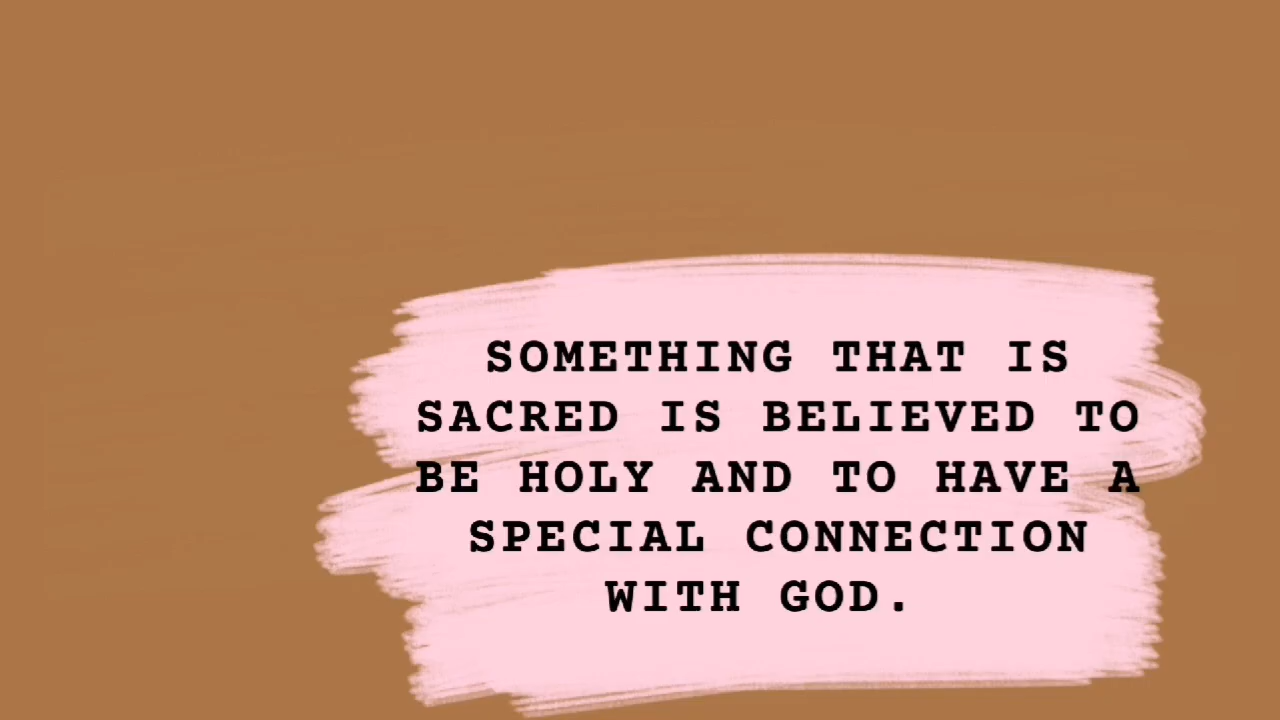 SOMETHING THAT IS
SACRED IS BELIEVED TO
BE HOLY AND TO HAVE A
SPECIAL CONNECTION
WITH GOD.